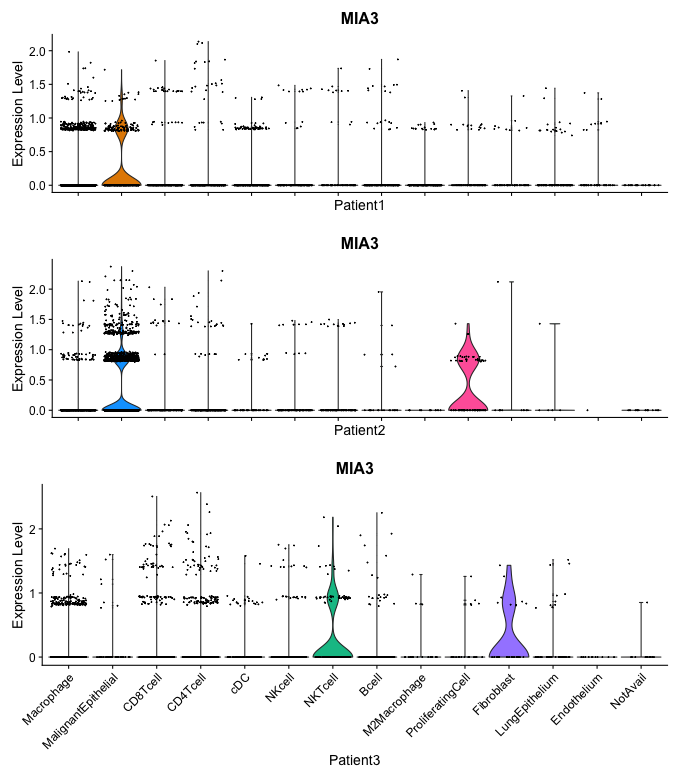 MIA3
Expression Level
2.0
1.5
1.0
0.5
0.0
Patient1
MIA3
Expression Level
2.0
1.5
1.0
0.5
0.0
Patient2
MIA3
Expression Level
2
1
0
Macrophage
MalignantEpithelial
CD8Tcell
CD4Tcell
cDC
NKcell
NKTcell
Bcell
M2Macrophage
ProliferatingCell
Fibroblast
LungEpithelium
Endothelium
NotAvail
Patient3